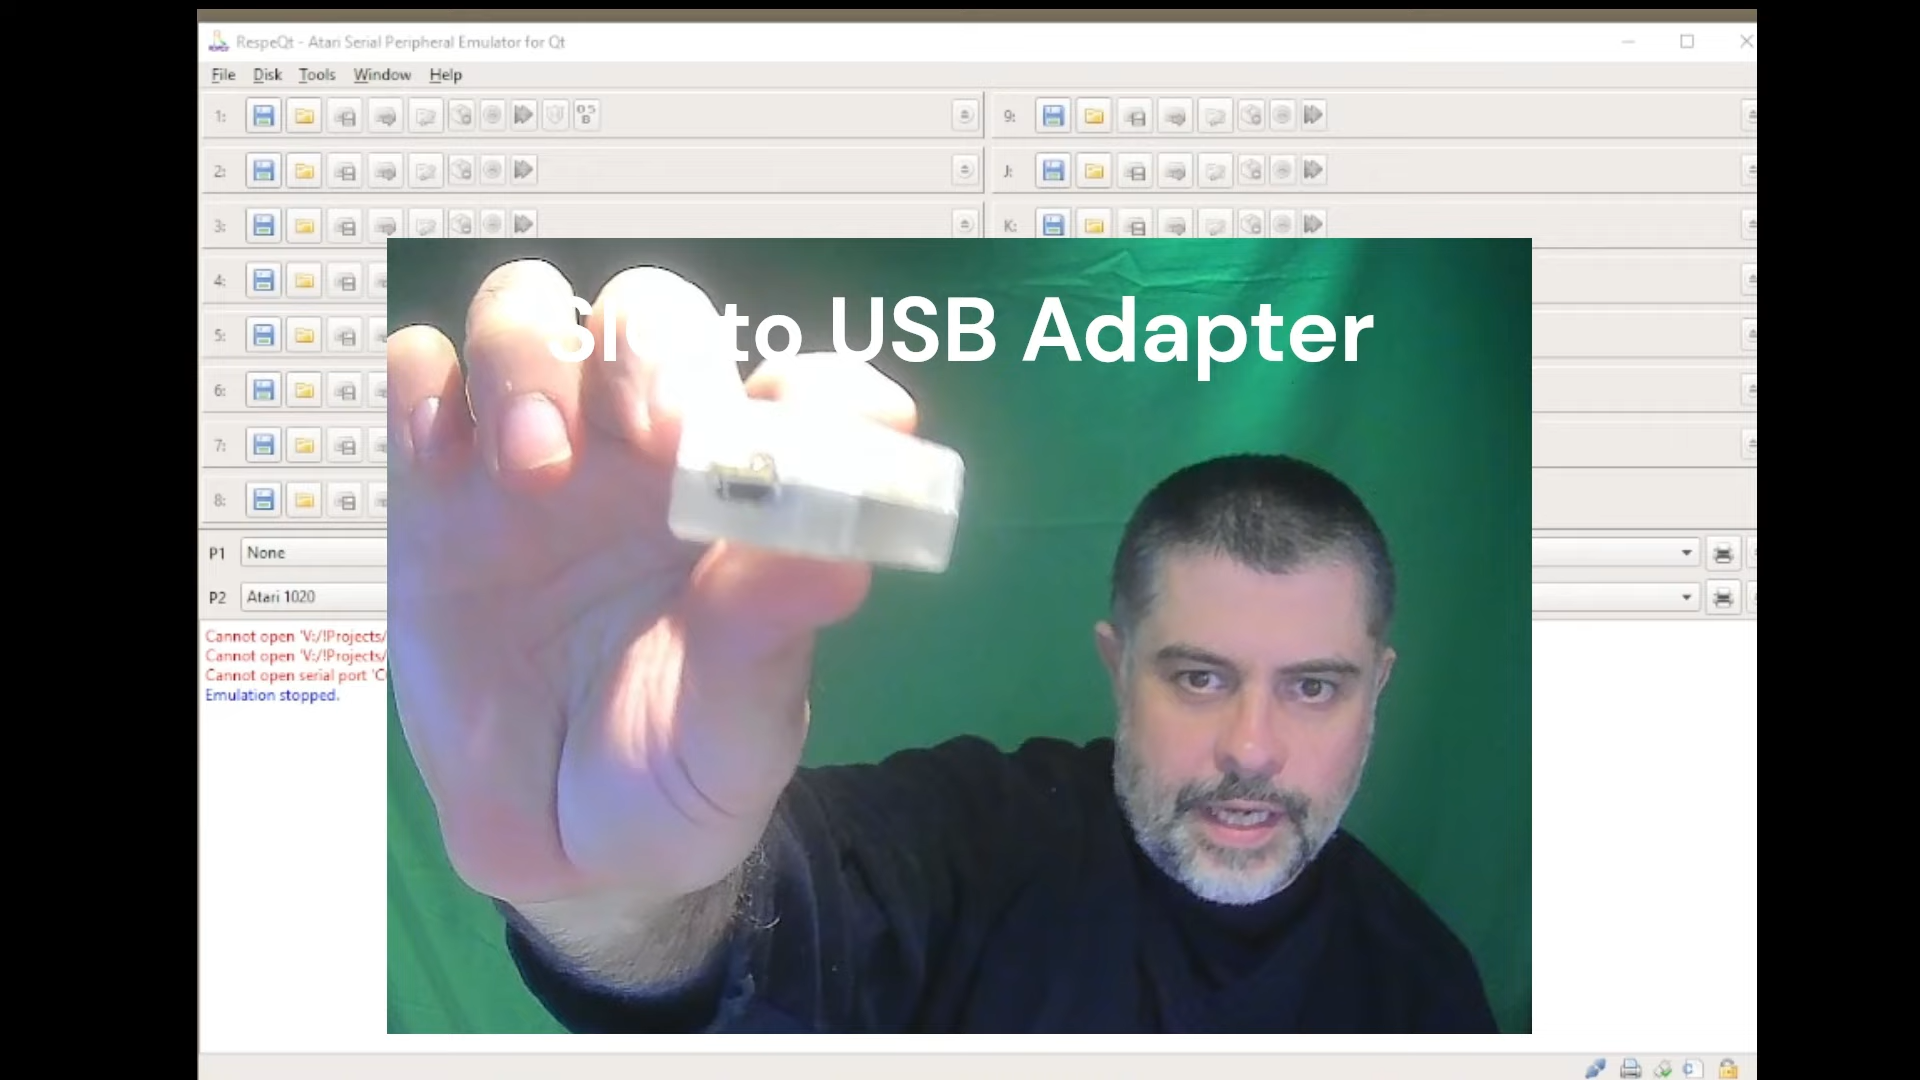 RespeQt - Atari Serial Peripheral Emulator for Qt
File Disk Tools Window Help
1:
2:
3:
4:
5:
6:
7:
8:
9:
J:
K:
SIO to USB Adapter
P1 None
P2 Atari 1020
Cannot open 'V:/!Projects/
Cannot open 'V:/!Projects/
Cannot open serial port 'C
Emulation stopped.